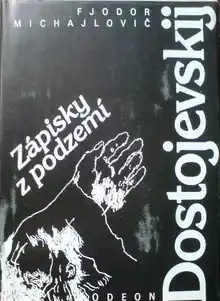 FJODOR
MICHAJLOVIČ
Dostojevskij
Zápisky
z podzemí
ODEON